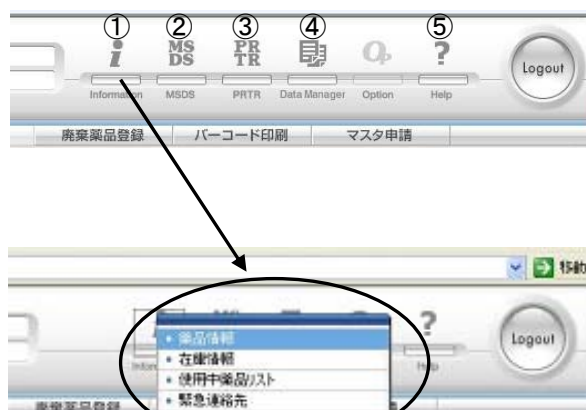 ① ② ③ ④ ⑤
i MS DS PR TR Op ?
Logout
Information MSDS PRTR Data Manager Option Help
廃棄薬品登録 バーコード印刷 マスタ申請
移動
?
Logout
・薬品情報
・在庫情報
・使用中薬品リスト
・緊急連絡先
廃棄薬品登録